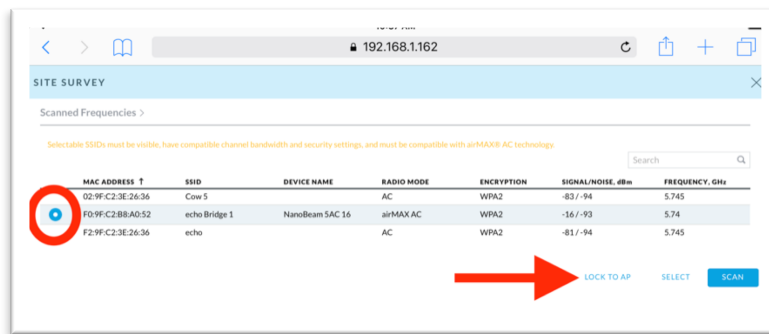 192.168.1.162
SITE SURVEY
Scanned Frequencies >
Selectable SSIDs must be visible, have compatible channel bandwidth and security settings, and must be compatible with airMAX® AC technology.
Search
MAC ADDRESS ↑ SSID DEVICE NAME RADIO MODE ENCRYPTION SIGNAL/NOISE, dBm FREQUENCY, GHz
02:9F:C2:3E:26:36 Cow 5 AC WPA2 -83 / -94 5.745
F0:9F:C2:B8:A0:52 echo Bridge 1 NanoBeam 5AC 16 airMAX AC WPA2 -16 / -93 5.74
F2:9F:C2:3E:26:36 echo AC WPA2 -81 / -94 5.745
LOCK TO AP SELECT SCAN